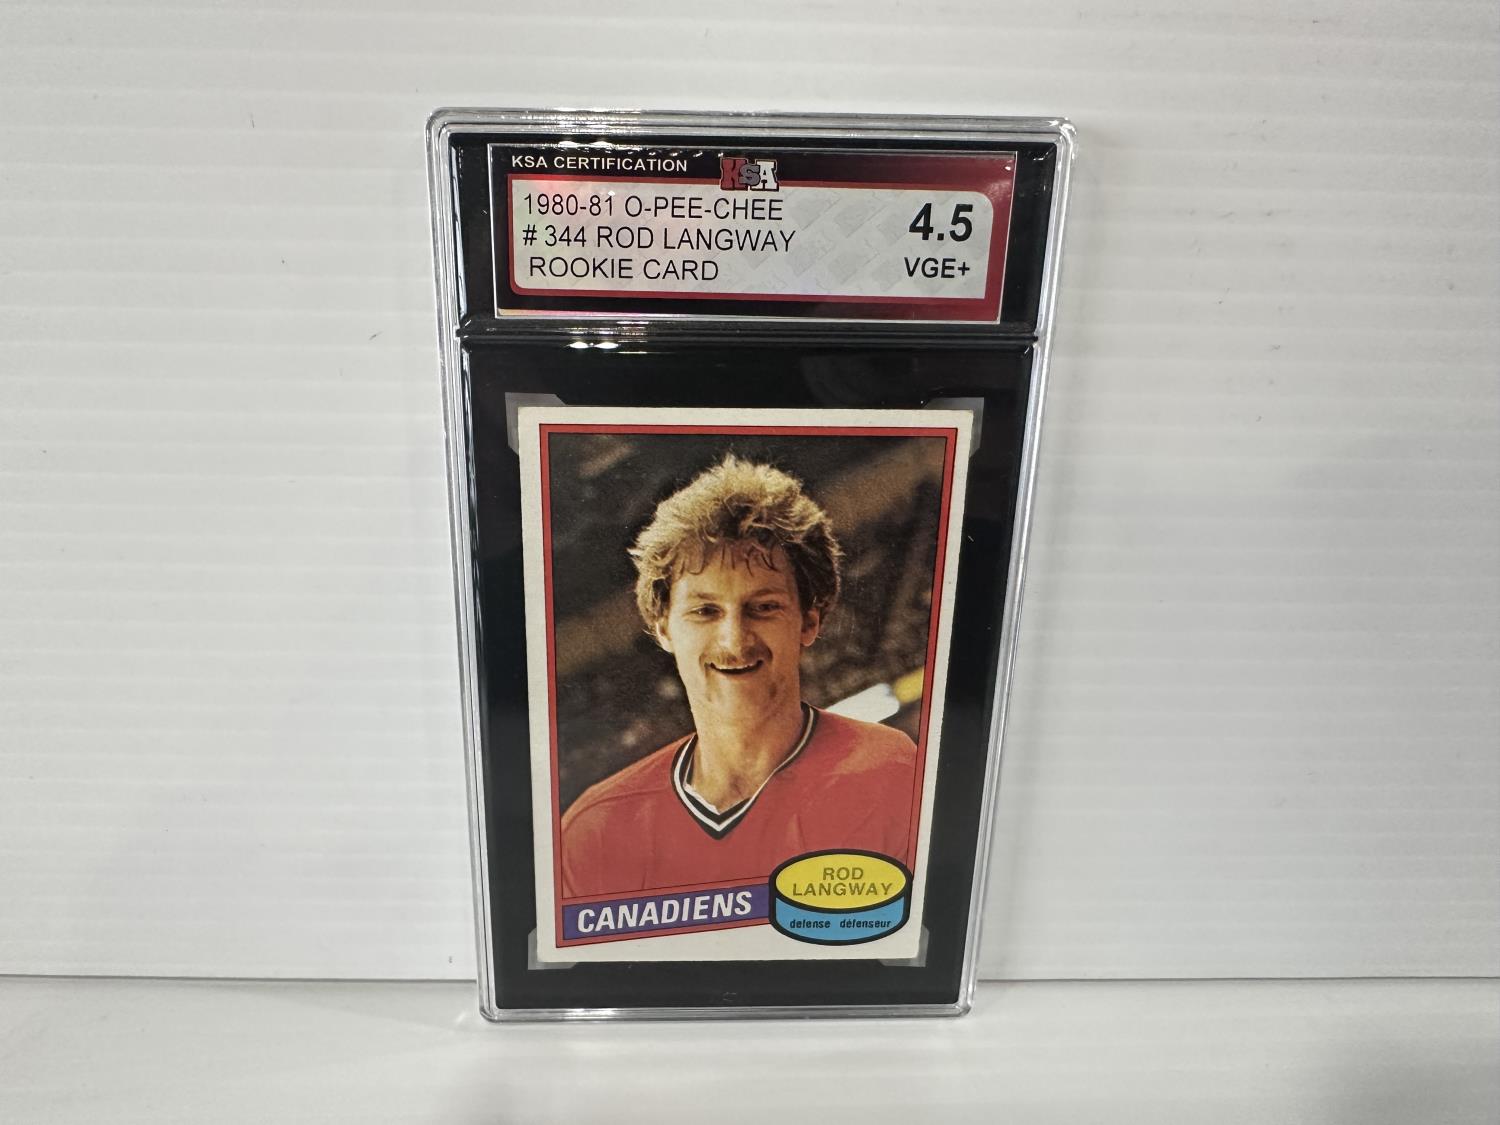 KSA CERTIFICATION
KSA
1980-81 O-PEE-CHEE
# 344 ROD LANGWAY
ROOKIE CARD
4.5
VGE+
CANADIENS
ROD
LANGWAY
defense défenseur